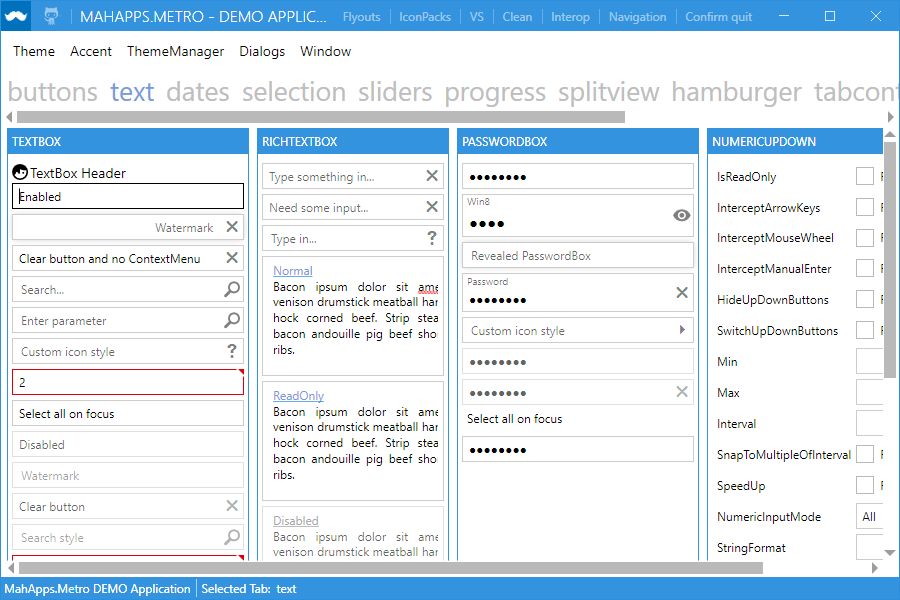 MAHAPPS.METRO - DEMO APPLIC... Flyouts IconPacks VS Clean Interop Navigation Confirm quit
Theme Accent ThemeManager Dialogs Window
buttons text dates selection sliders progress splitview hamburger tabcont
TEXTBOX
TextBox Header
Enabled
Watermark
Clear button and no ContextMenu
Search...
Enter parameter
Custom icon style
2
Select all on focus
Disabled
Watermark
Clear button
Search style
RICHTEXTBOX
Type something in...
Need some input...
Type in...
Normal
Bacon ipsum dolor sit ame
venison drumstick meatball har
hock corned beef. Strip stea
bacon andouille pig beef sho
ribs.
ReadOnly
Bacon ipsum dolor sit ame
venison drumstick meatball har
hock corned beef. Strip stea
bacon andouille pig beef sho
ribs.
Disabled
Bacon ipsum dolor sit ame
venison drumstick meatball har
PASSWORDBOX
Win8
Revealed PasswordBox
Password
Custom icon style
Select all on focus
NUMERICUPDOWN
IsReadOnly
InterceptArrowKeys
InterceptMouseWheel
InterceptManualEnter
HideUpDownButtons
SwitchUpDownButtons
Min
Max
Interval
SnapToMultipleOfInterval
SpeedUp
NumericInputMode All
StringFormat
MahApps.Metro DEMO Application Selected Tab: text